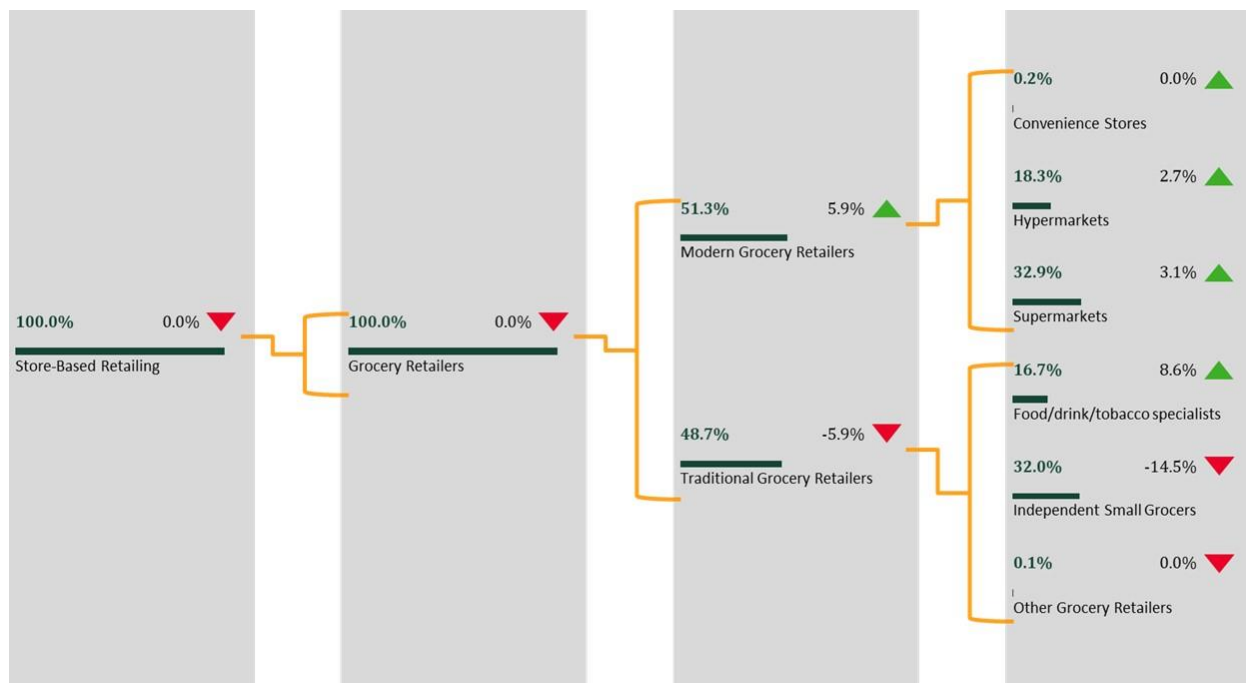 100.0% 0.0%
Store-Based Retailing
100.0% 0.0%
Grocery Retailers
51.3% 5.9%
Modern Grocery Retailers
48.7% -5.9%
Traditional Grocery Retailers
0.2% 0.0%
Convenience Stores
18.3% 2.7%
Hypermarkets
32.9% 3.1%
Supermarkets
16.7% 8.6%
Food/drink/tobacco specialists
32.0% -14.5%
Independent Small Grocers
0.1% 0.0%
Other Grocery Retailers